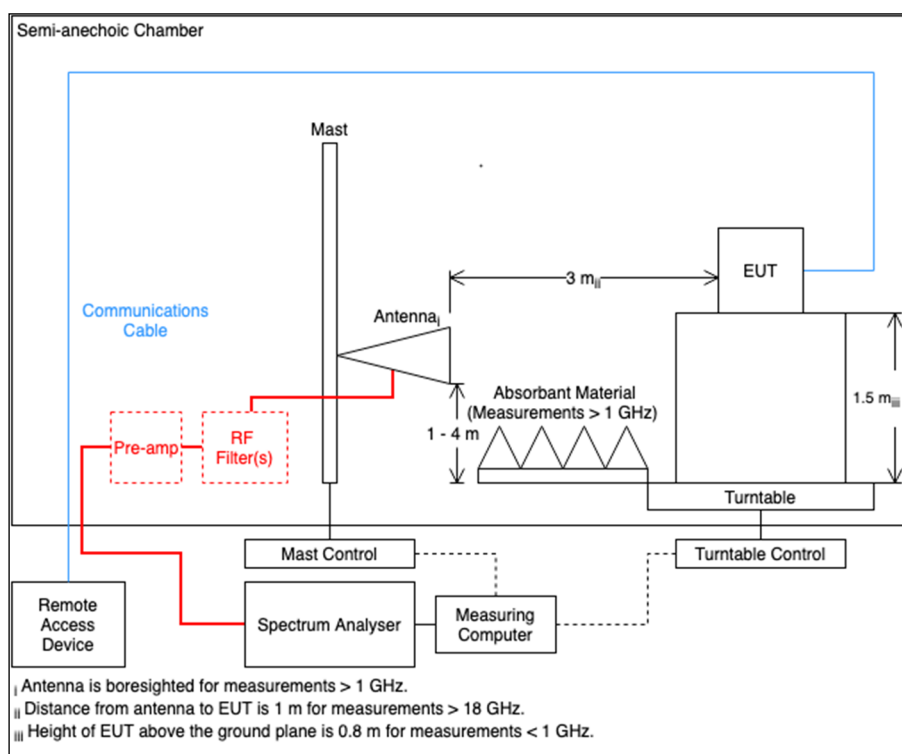 Semi-anechoic Chamber
Mast
EUT
3 mii
Communications
Cable
Antennai
Absorbant Material
(Measurements > 1 GHz)
1.5 miii
1 - 4 m
Pre-amp
RF
Filter(s)
Turntable
Mast Control
Turntable Control
Remote
Access
Device
Spectrum Analyser
Measuring
Computer
i Antenna is boresighted for measurements > 1 GHz.
ii Distance from antenna to EUT is 1 m for measurements > 18 GHz.
iii Height of EUT above the ground plane is 0.8 m for measurements < 1 GHz.